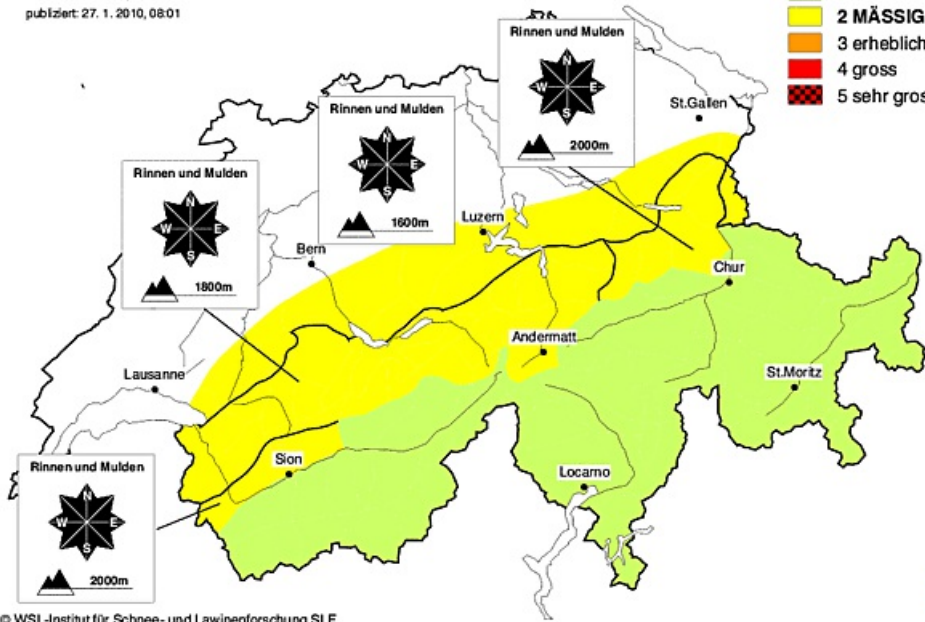 publiziert: 27. 1. 2010, 08:01
2 MÄSSIG
3 erheblich
4 gross
5 sehr gros
Rinnen und Mulden
N
W E
S
2000m
St.Gallen
Rinnen und Mulden
N
W E
S
1600m
Rinnen und Mulden
N
W E
S
1800m
Luzern
Bern
Chur
Andermatt
Lausanne
St.Moritz
Sion
Locarno
Rinnen und Mulden
N
W E
S
2000m
© WSL-Institut für Schnee- und Lawinenforschung SLF